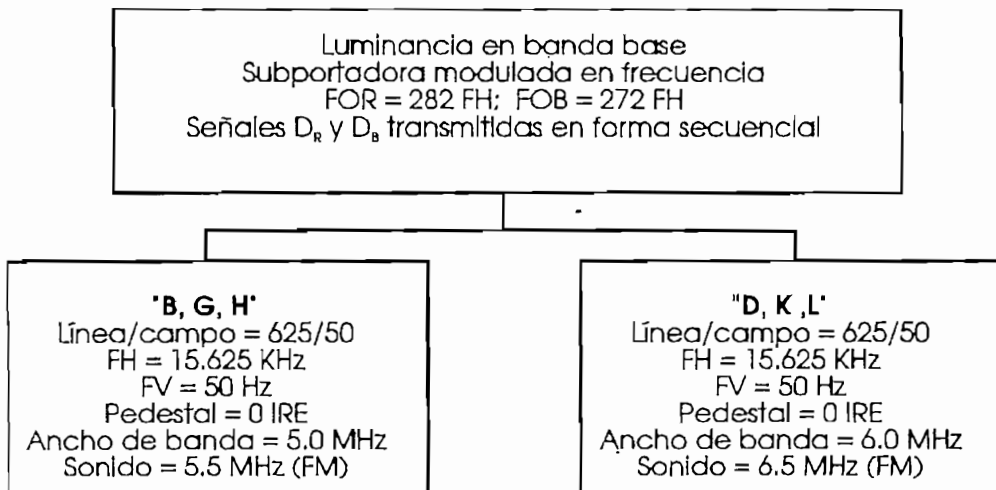 Luminancia en banda base
Subportadora modulada en frecuencia
FOR = 282 FH; FOB = 272 FH
Señales D_R y D_B transmitidas en forma secuencial
"B, G, H"
Línea/campo = 625/50
FH = 15.625 KHz
FV = 50 Hz
Pedestal = 0 IRE
Ancho de banda = 5.0 MHz
Sonido = 5.5 MHz (FM)
"D, K ,L"
Línea/campo = 625/50
FH = 15.625 KHz
FV = 50 Hz
Pedestal = 0 IRE
Ancho de banda = 6.0 MHz
Sonido = 6.5 MHz (FM)